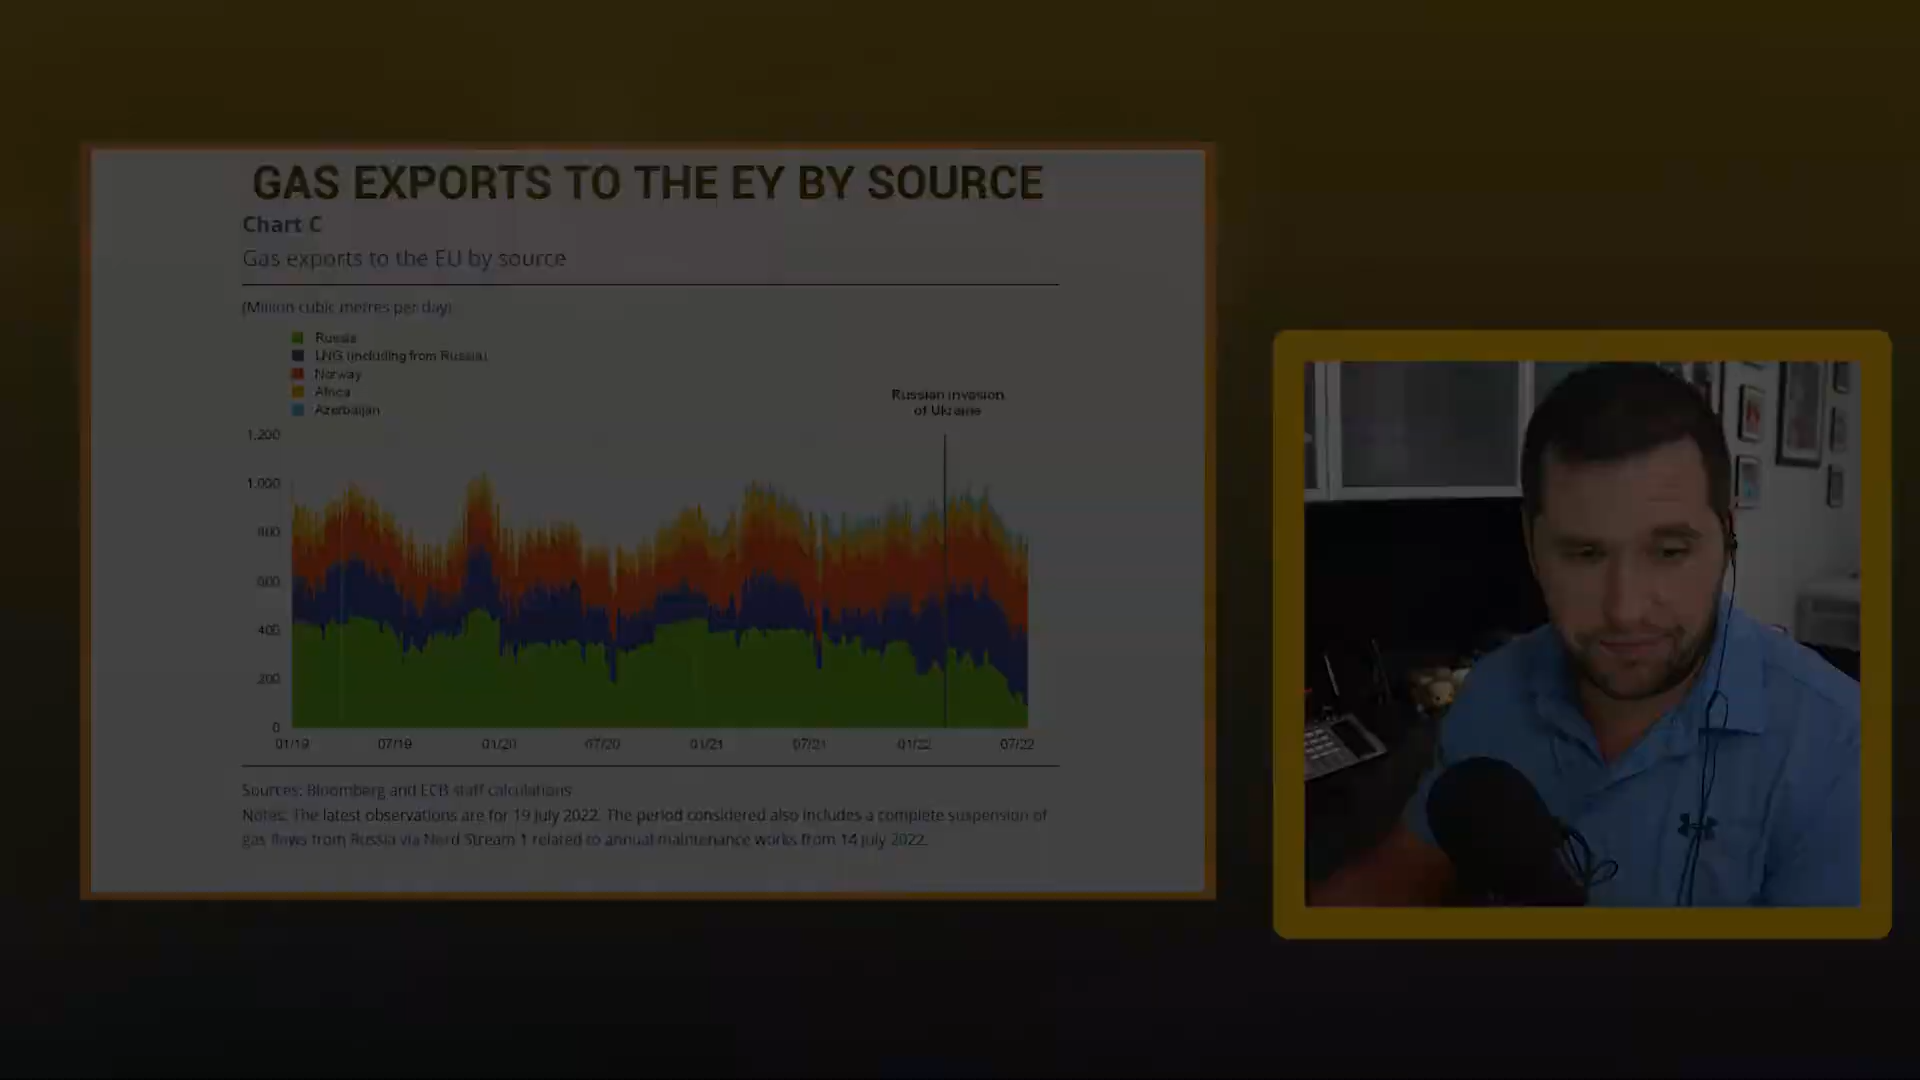 GAS EXPORTS TO THE EY BY SOURCE
Chart C
Gas exports to the EU by source
(Million cubic metres per day)
Russia
LNG (including from Russia)
Norway
Africa
Azerbaijan
Russian invasion
of Ukraine
1,200
1,000
800
600
400
200
0
01/19 07/19 01/20 07/20 01/21 07/21 01/22 07/22
Sources: Bloomberg and ECB staff calculations
Notes: The latest observations are for 19 July 2022. The period considered also includes a complete suspension of
gas flows from Russia via Nord Stream 1 related to annual maintenance works from 14 July 2022.